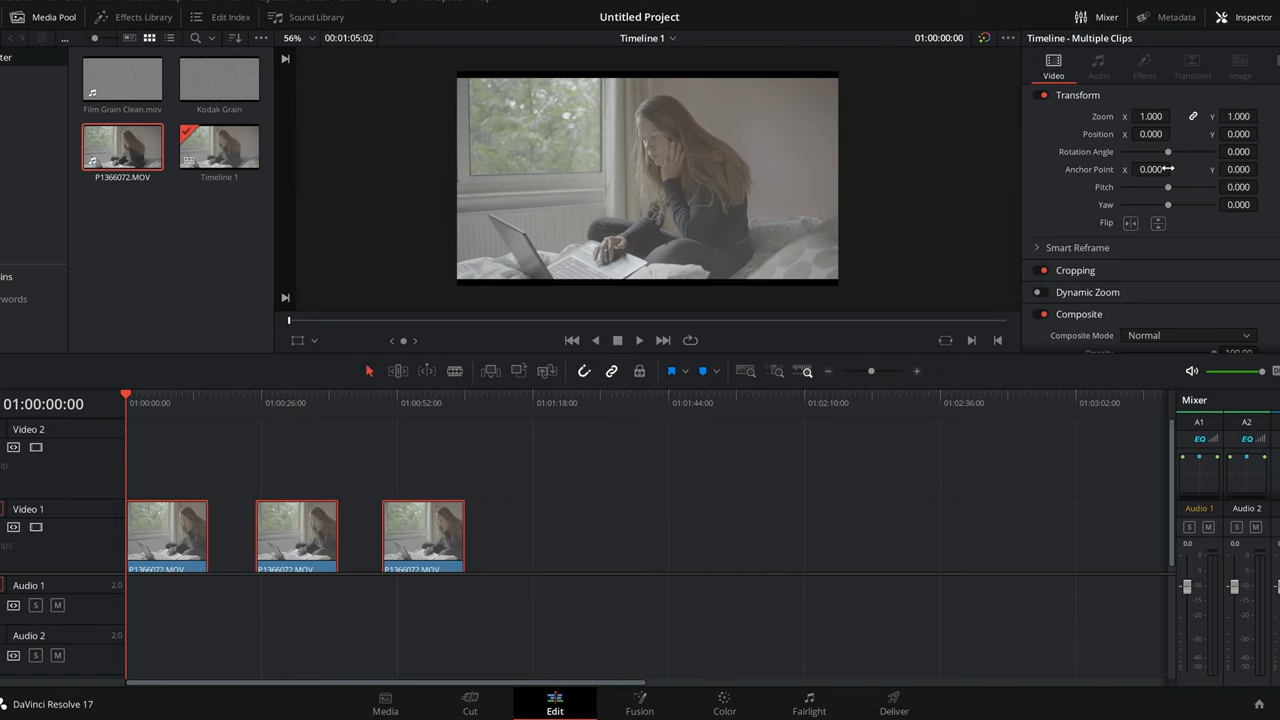 Media Pool Effects Library Edit Index Sound Library Untitled Project Mixer Metadata Inspector
... 56% 00:01:05:02 Timeline 1 01:00:00:00 ••• Timeline - Multiple Clips
ter
Film Grain Clean.mov Kodak Grain
P1366072.MOV Timeline 1
ins
words
Video Audio Effects Transition Image
Transform
Zoom X 1.000 Y 1.000
Position X 0.000 Y 0.000
Rotation Angle 0.000
Anchor Point X 0.000 Y 0.000
Pitch 0.000
Yaw 0.000
Flip
Smart Reframe
Cropping
Dynamic Zoom
Composite
Composite Mode Normal
01:00:00:00
01:00:00:00 01:00:26:00 01:00:52:00 01:01:18:00 01:01:44:00 01:02:10:00 01:02:36:00 01:03:02:00
Video 2
Video 1
P1366072.MOV P1366072.MOV P1366072.MOV
Audio 1 2.0
S M
Audio 2 2.0
S M
Mixer
A1 A2
EQ EQ
Audio 1 Audio 2
S M S M
0.0 0.0
DaVinci Resolve 17
Media Cut Edit Fusion Color Fairlight Deliver